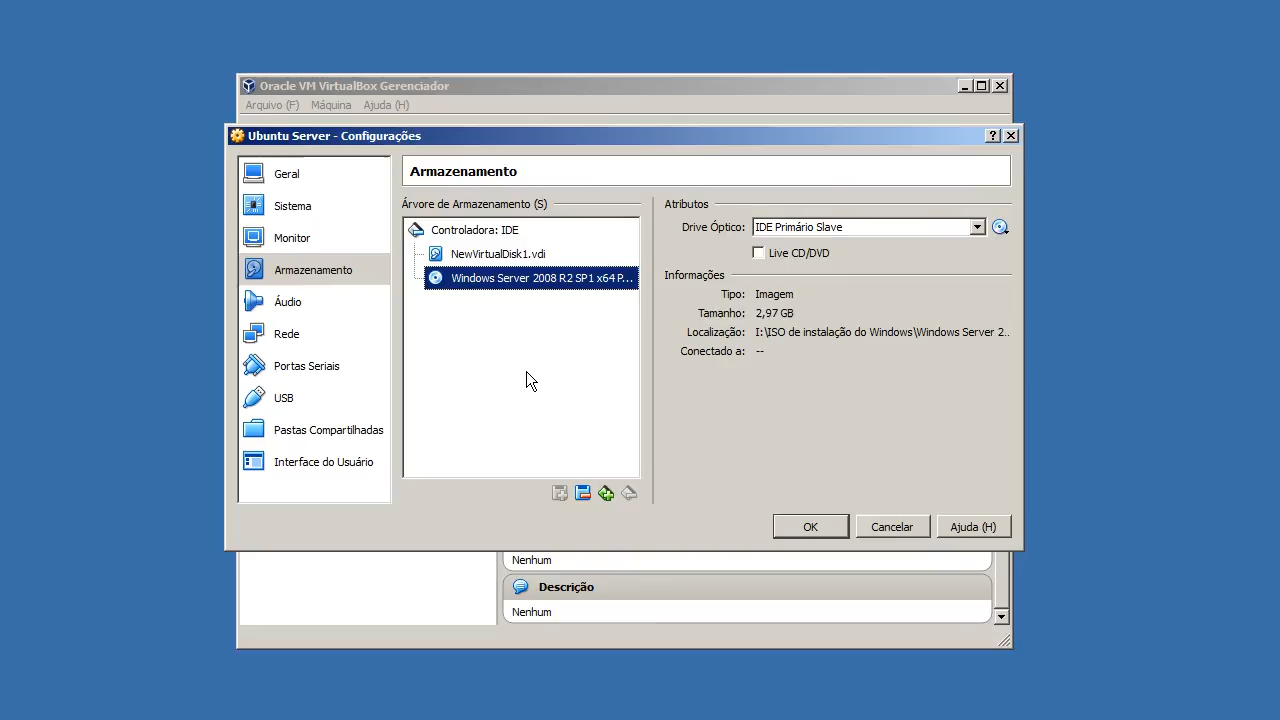 Oracle VM VirtualBox Gerenciador
Arquivo (F) Máquina Ajuda (H)
Ubuntu Server - Configurações
Geral
Sistema
Monitor
Armazenamento
Áudio
Rede
Portas Seriais
USB
Pastas Compartilhadas
Interface do Usuário
Armazenamento
Árvore de Armazenamento (S)
Controladora: IDE
NewVirtualDisk1.vdi
Windows Server 2008 R2 SP1 x64 P...
Atributos
Drive Óptico: IDE Primário Slave
Live CD/DVD
Informações
Tipo: Imagem
Tamanho: 2,97 GB
Localização: I:\ISO de instalação do Windows\Windows Server 2...
Conectado a: --
OK Cancelar Ajuda (H)
Nenhum
Descrição
Nenhum